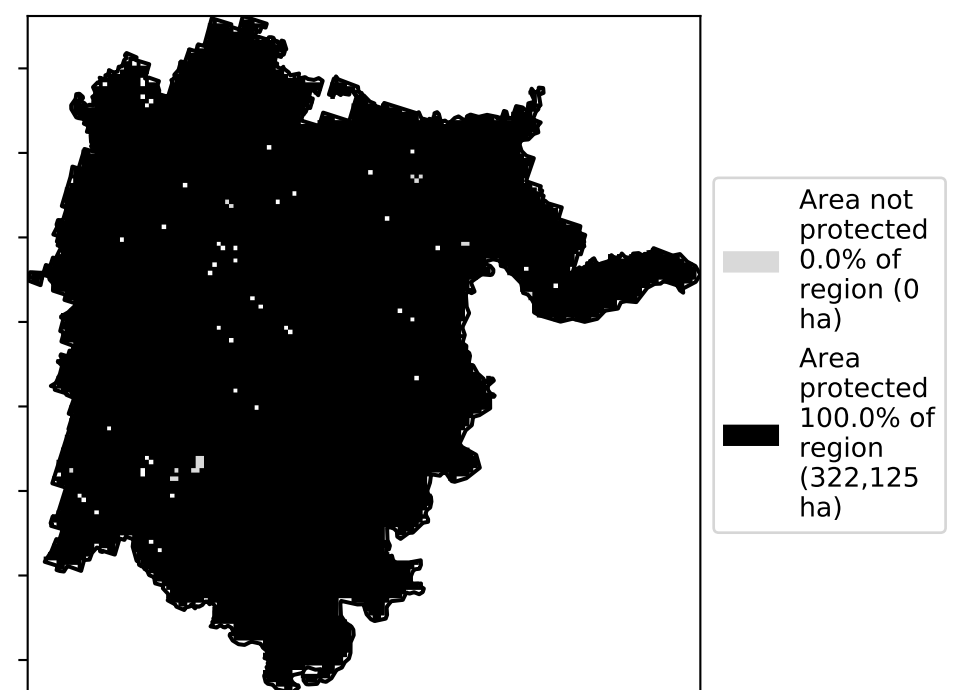 Area not
protected
0.0% of
region (0
ha)
Area
protected
100.0% of
region
(322,125
ha)